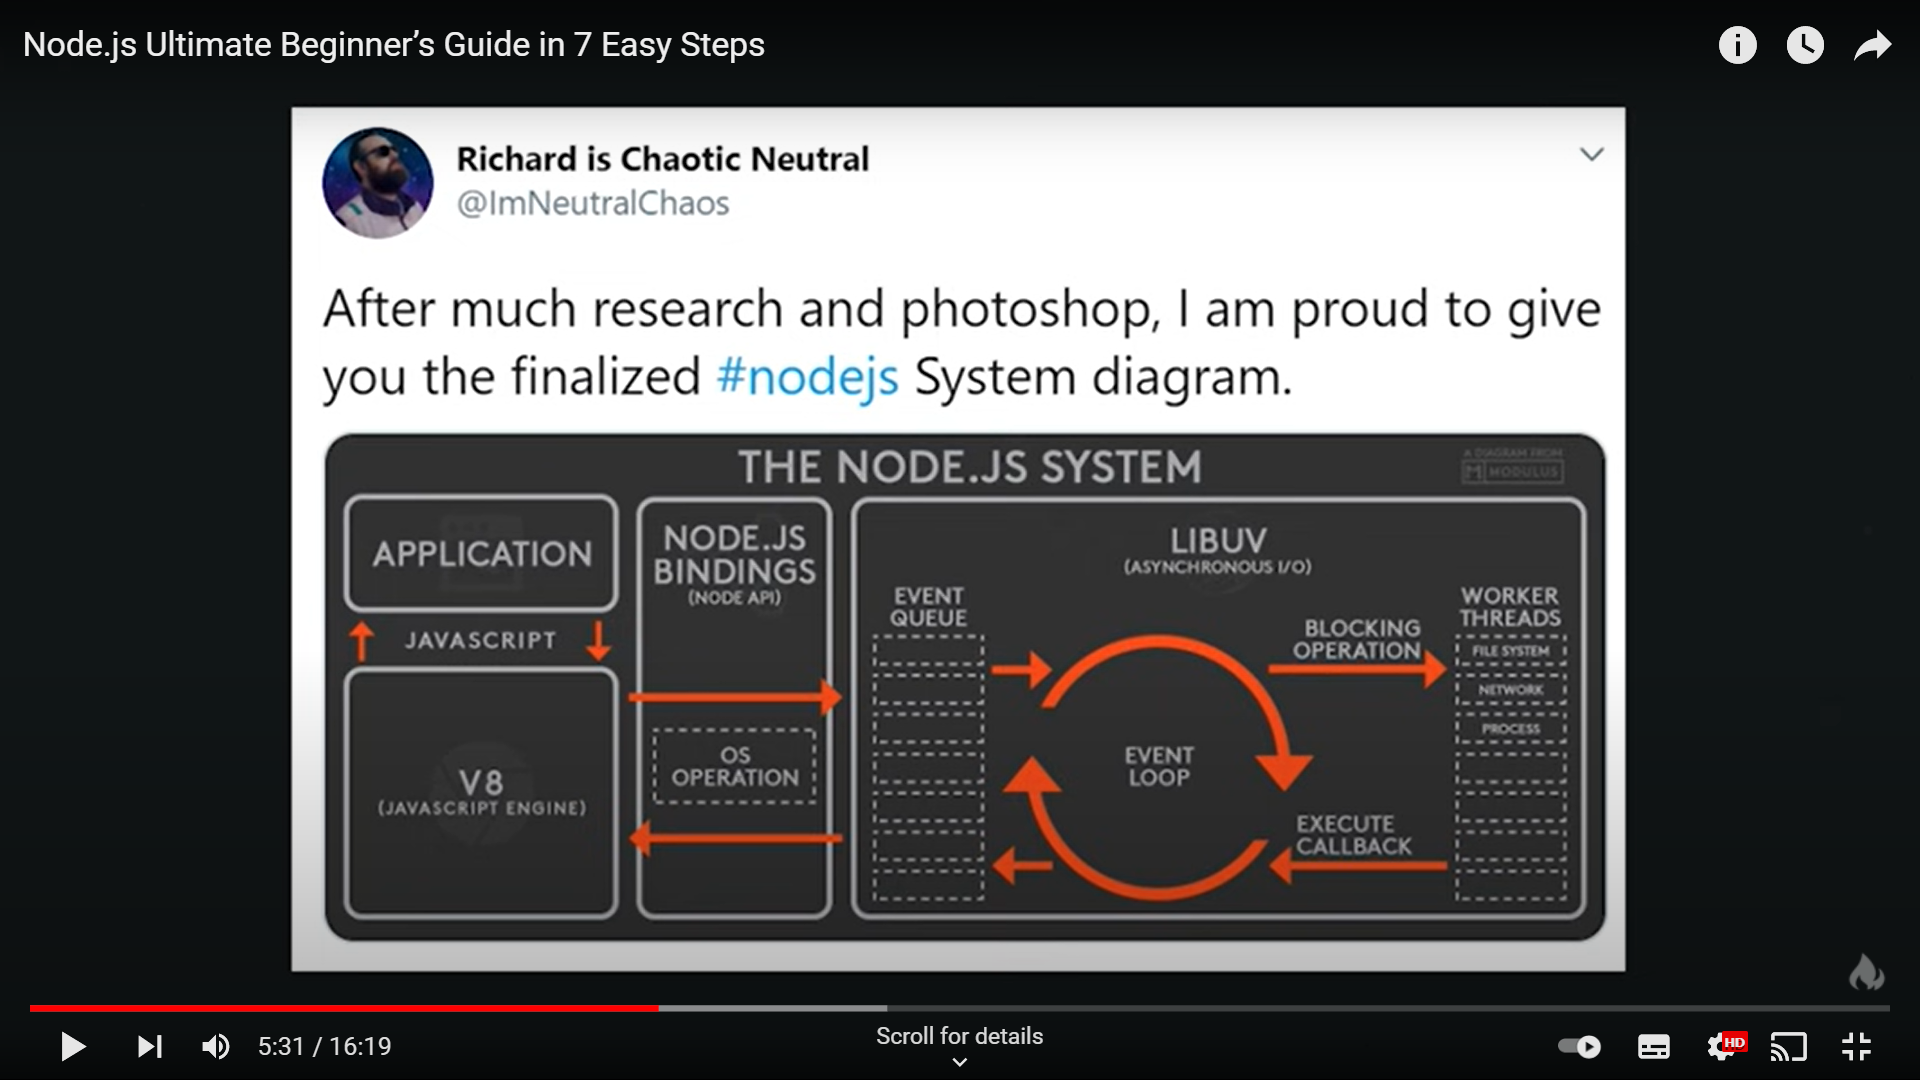 Node.js Ultimate Beginner’s Guide in 7 Easy Steps
Richard is Chaotic Neutral
@ImNeutralChaos
After much research and photoshop, I am proud to give
you the finalized #nodejs System diagram.
THE NODE.JS SYSTEM
A DIAGRAM FROM
MODULUS
APPLICATION
JAVASCRIPT
V8
(JAVASCRIPT ENGINE)
NODE.JS
BINDINGS
(NODE API)
OS
OPERATION
LIBUV
(ASYNCHRONOUS I/O)
EVENT
QUEUE
EVENT
LOOP
BLOCKING
OPERATION
EXECUTE
CALLBACK
WORKER
THREADS
FILE SYSTEM
NETWORK
PROCESS
5:31 / 16:19
Scroll for details
HD